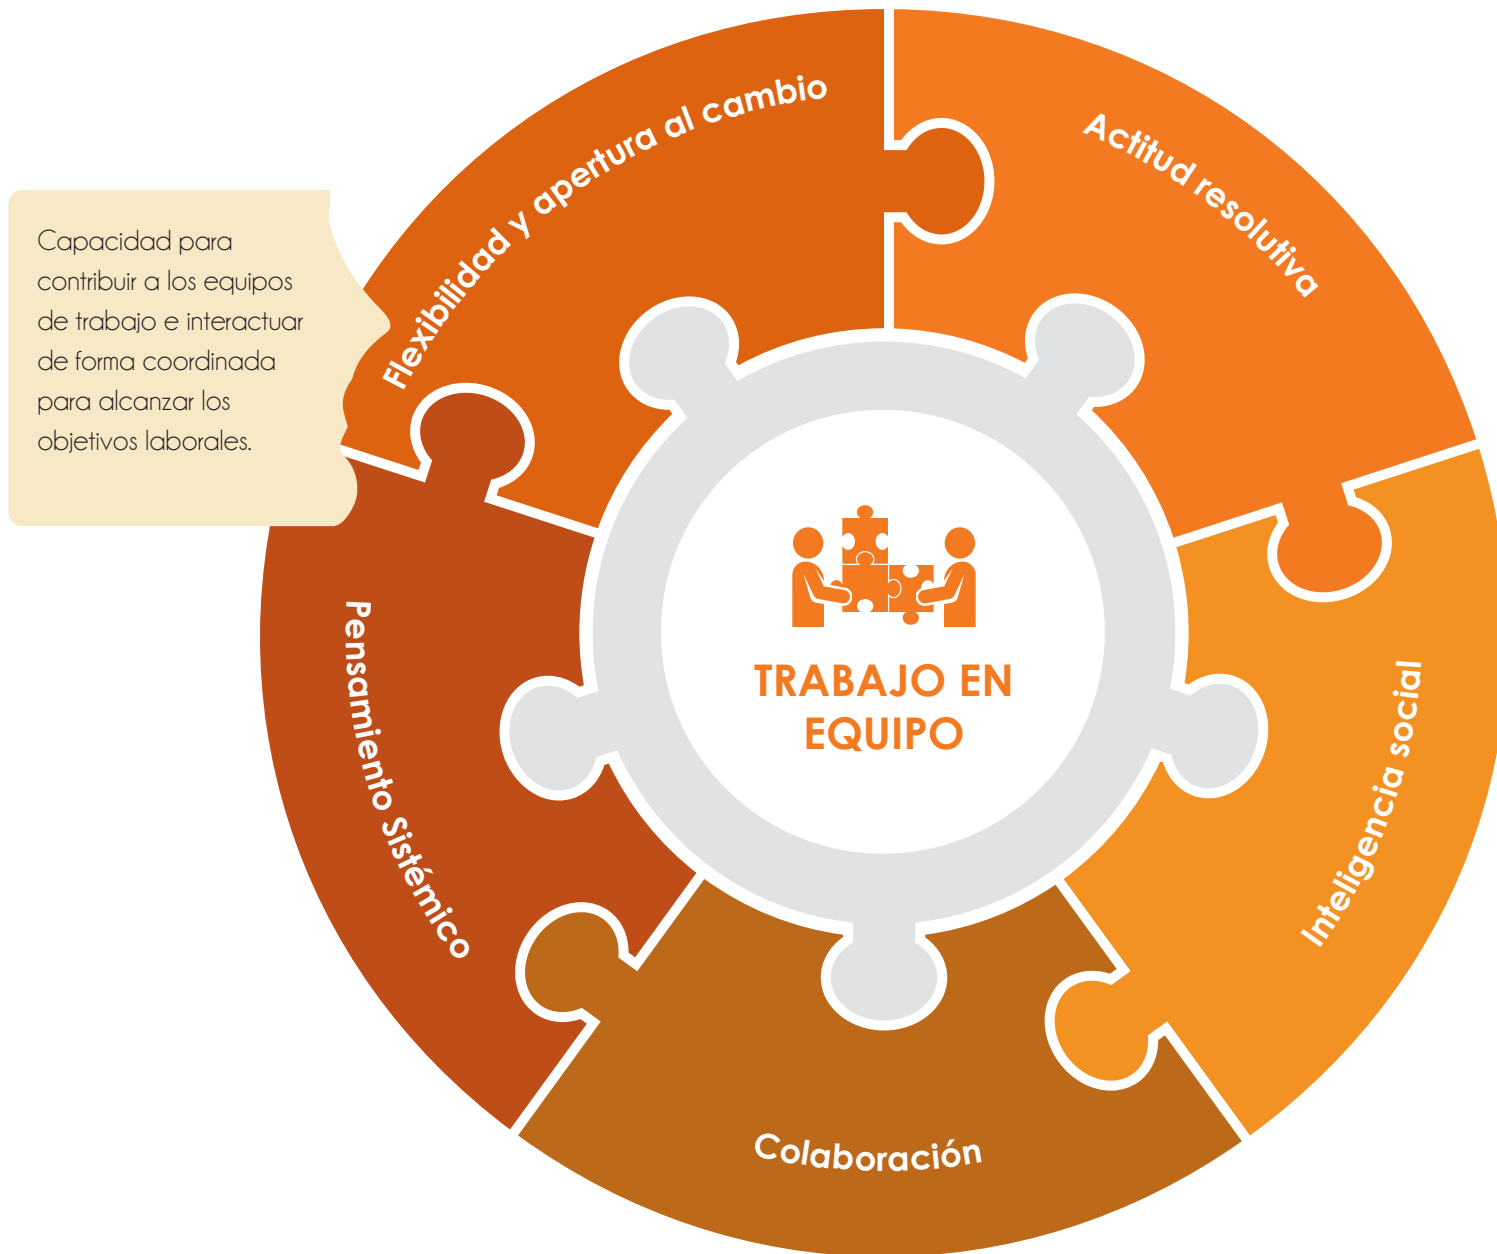 Flexibilidad y apertura al cambio
Actitud resolutiva
Capacidad para
contribuir a los equipos
de trabajo e interactuar
de forma coordinada
para alcanzar los
objetivos laborales.
TRABAJO EN
EQUIPO
Pensamiento Sistémico
Inteligencia social
Colaboración